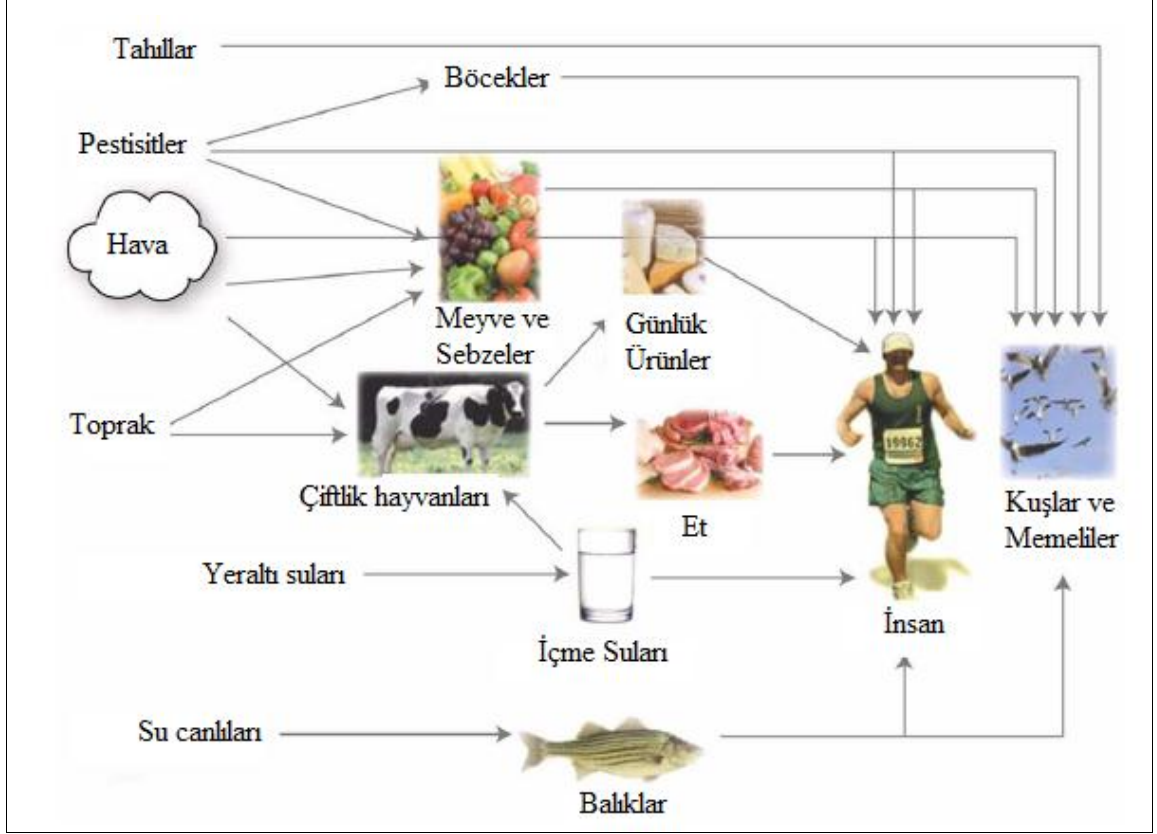 Tahıllar
Böcekler
Pestisitler
Hava
Meyve ve
Sebzeler
Günlük
Ürünler
Toprak
Çiftlik hayvanları
Et
Kuşlar ve
Memeliler
Yeraltı suları
İçme Suları
İnsan
Su canlıları
Balıklar